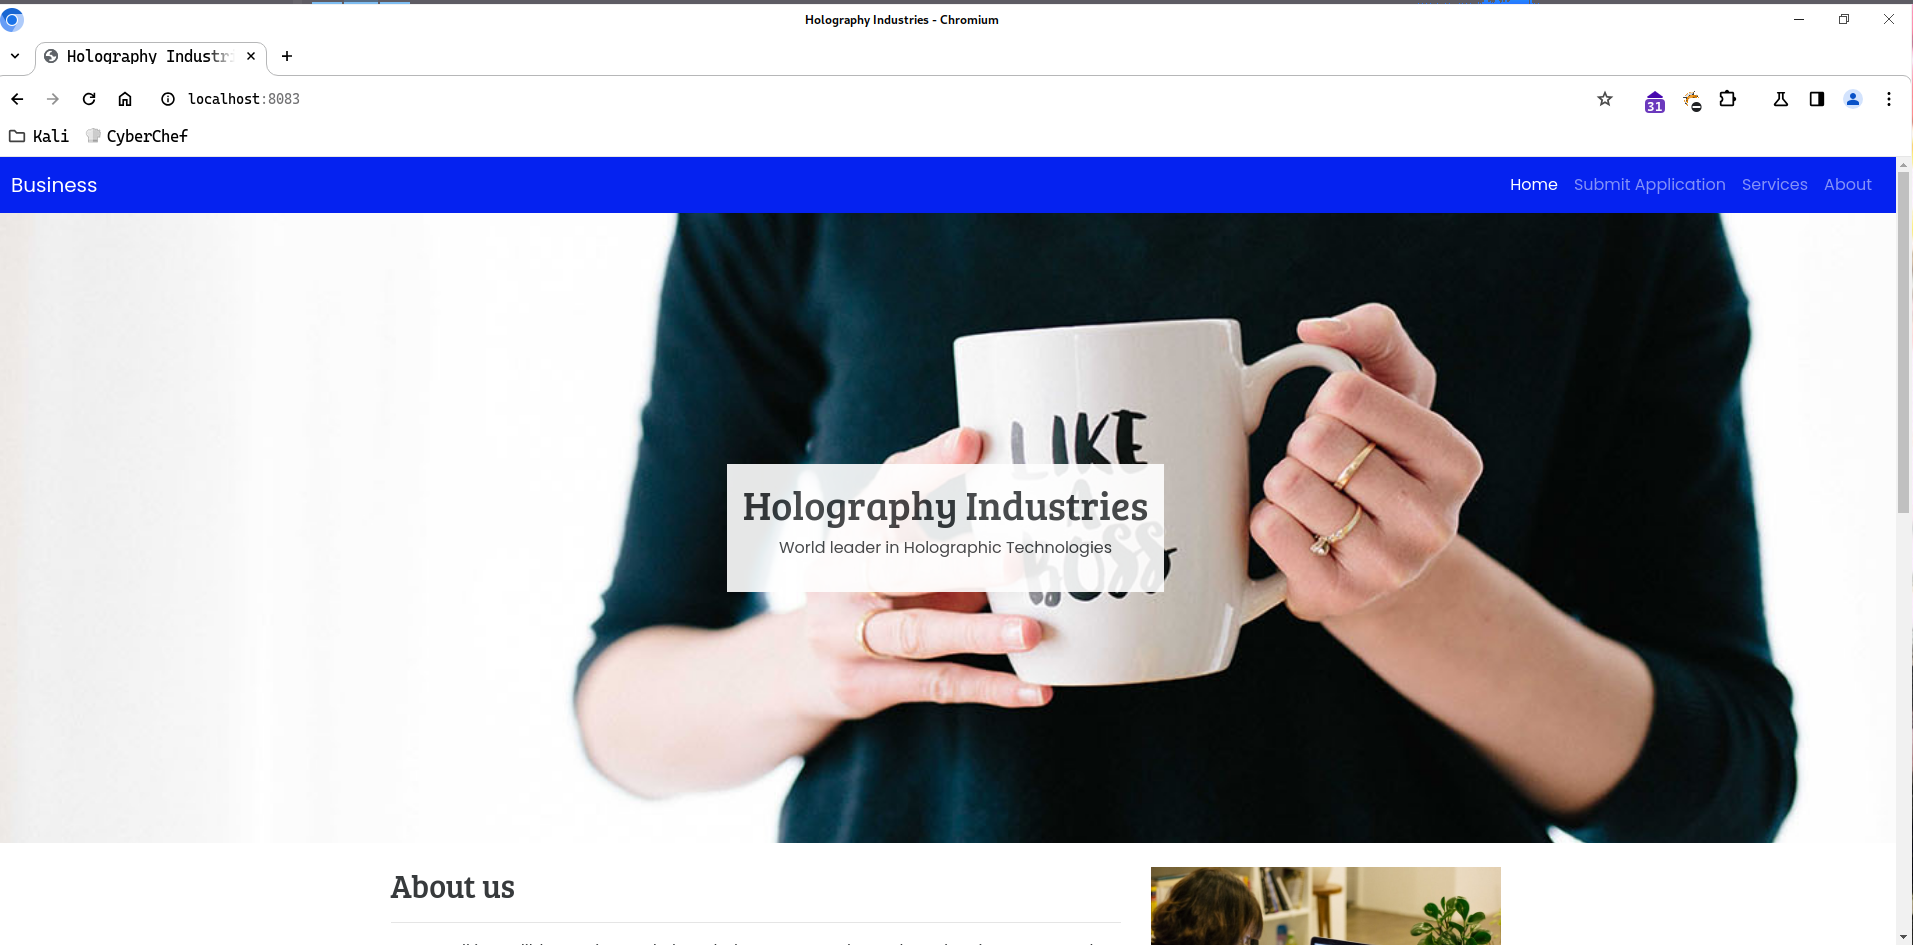 Holography Industries - Chromium
Holography Industr
localhost:8083
31
Kali
CyberChef
Business
Home
Submit Application
Services
About
LIKE
A
BOSS
Holography Industries
World leader in Holographic Technologies
About us